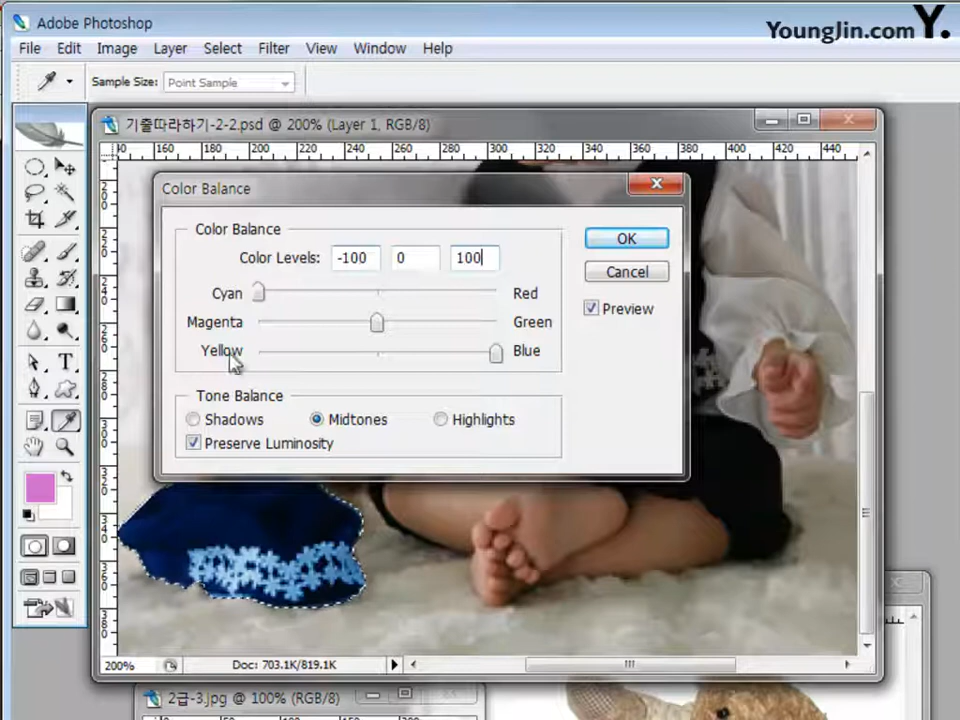 Adobe Photoshop
YoungJin.com Y.
File Edit Image Layer Select Filter View Window Help
Sample Size: Point Sample
기출따라하기-2-2.psd @ 200% (Layer 1, RGB/8)
160 180 200 220 240 260 280 300 320 340 360 380 400 420 440
Color Balance
Color Balance
Color Levels: -100 0 100
OK
Cancel
Preview
Cyan Red
Magenta Green
Yellow Blue
Tone Balance
Shadows Midtones Highlights
Preserve Luminosity
200% Doc: 703.1K/819.1K
2급-3.jpg @ 100% (RGB/8)